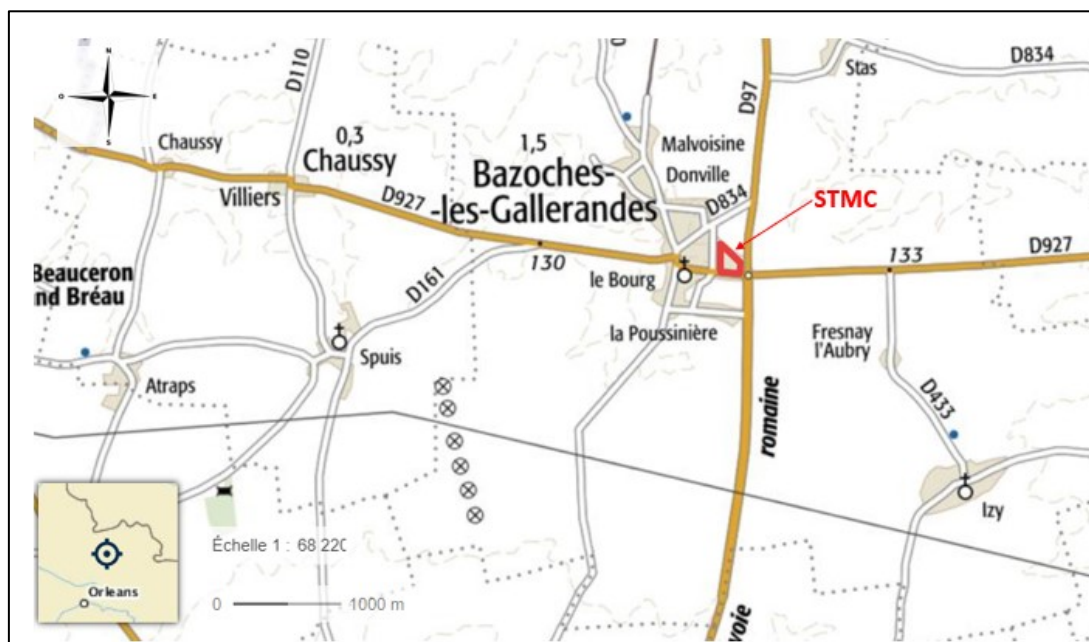 N
O
E
S
D110
D
D97
D834
Stas
Chaussy
0,3
Chaussy
1,5
Bazoches-
-les-Gallerandes
Malvoisine
Donville
D834
STMC
Villiers
D927
130
le Bourg
133
D927
Beauceron
nd Bréau
D161
la Poussinière
Fresnay
l'Aubry
Spuis
Atraps
D433
romaine
Izy
Échelle 1 : 68 220
0
1000 m
Orleans
voie